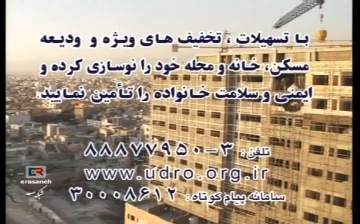 با تسهیلات ، تخفیف های ویژه و ودیعه
مسکن، خانه و محله خود را نوسازی کرده و
ایمنی و سلامت خانواده را تأمین نمایید.
تلفن: ۸۸۸۷۷۹۵۰-۳
www.udro.org.ir
سامانه پیام کوتاه: ۳۰۰۰۸۶۱۲
erasaneh